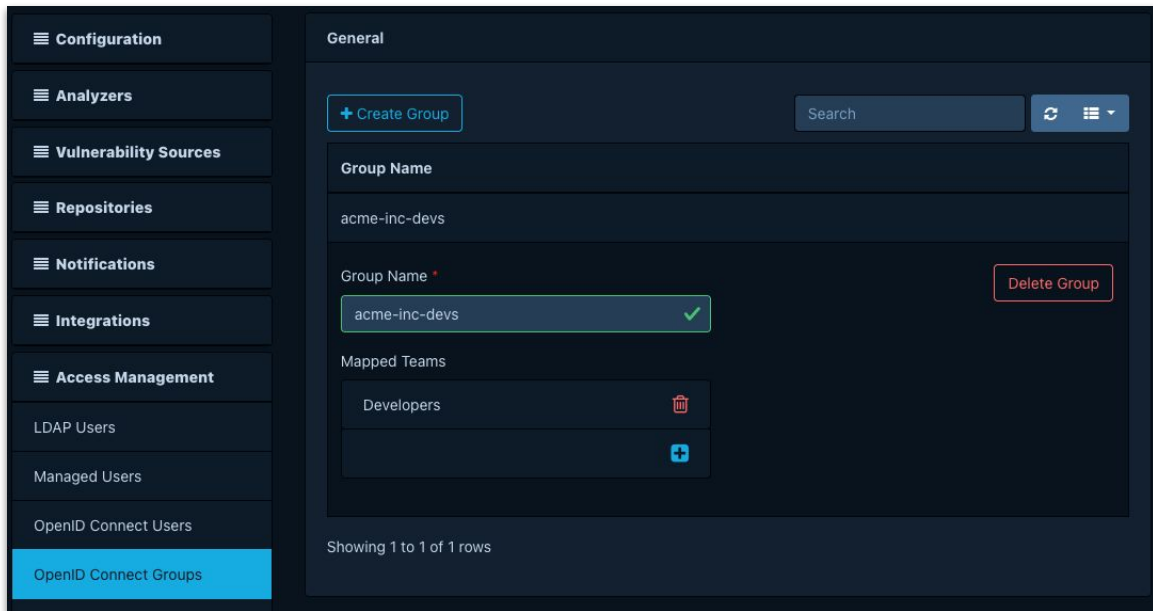 Configuration
Analyzers
Vulnerability Sources
Repositories
Notifications
Integrations
Access Management
LDAP Users
Managed Users
OpenID Connect Users
OpenID Connect Groups
General
Create Group
Search
Group Name
acme-inc-devs
Group Name *
Delete Group
acme-inc-devs
Mapped Teams
Developers
Showing 1 to 1 of 1 rows